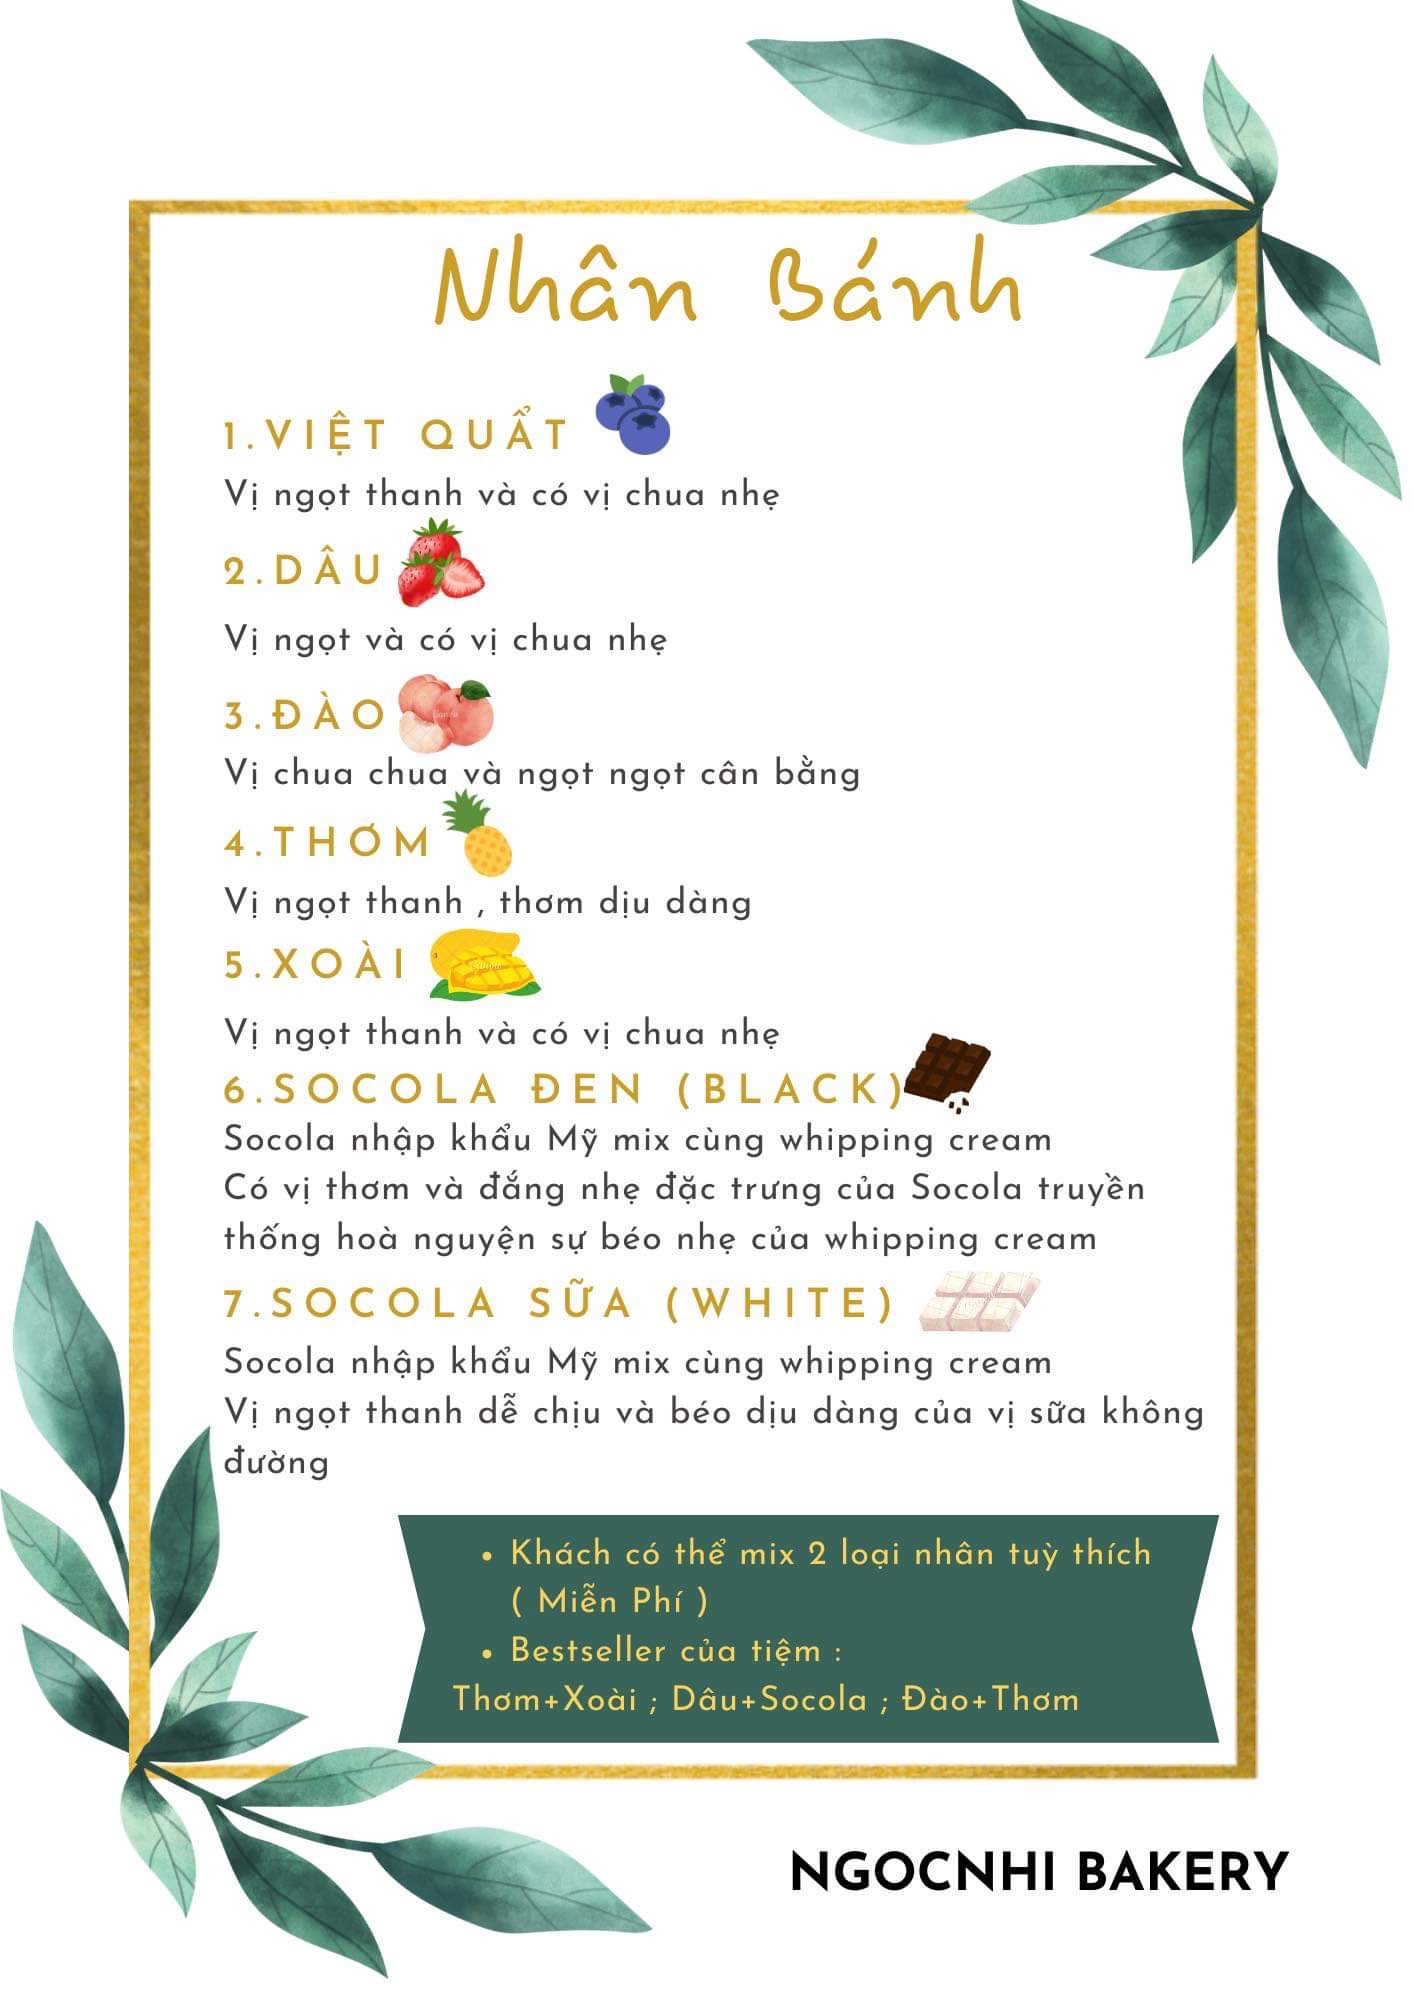 Nhân Bánh
1.VIỆT QUẤT
Vị ngọt thanh và có vị chua nhẹ
2.DÂU
Vị ngọt và có vị chua nhẹ
3.ĐÀO
Vị chua chua và ngọt ngọt cân bằng
4.THƠM
Vị ngọt thanh , thơm dịu dàng
5.XOÀI
Vị ngọt thanh và có vị chua nhẹ
6.SOCOLA ĐEN (BLACK)
Socola nhập khẩu Mỹ mix cùng whipping cream
Có vị thơm và đắng nhẹ đặc trưng của Socola truyền
thống hoà nguyện sự béo nhẹ của whipping cream
7.SOCOLA SỮA (WHITE)
Socola nhập khẩu Mỹ mix cùng whipping cream
Vị ngọt thanh dễ chịu và béo dịu dàng của vị sữa không
đường
• Khách có thể mix 2 loại nhân tuỳ thích
( Miễn Phí )
• Bestseller của tiệm :
Thơm+Xoài ; Dâu+Socola ; Đào+Thơm
NGOCNHI BAKERY